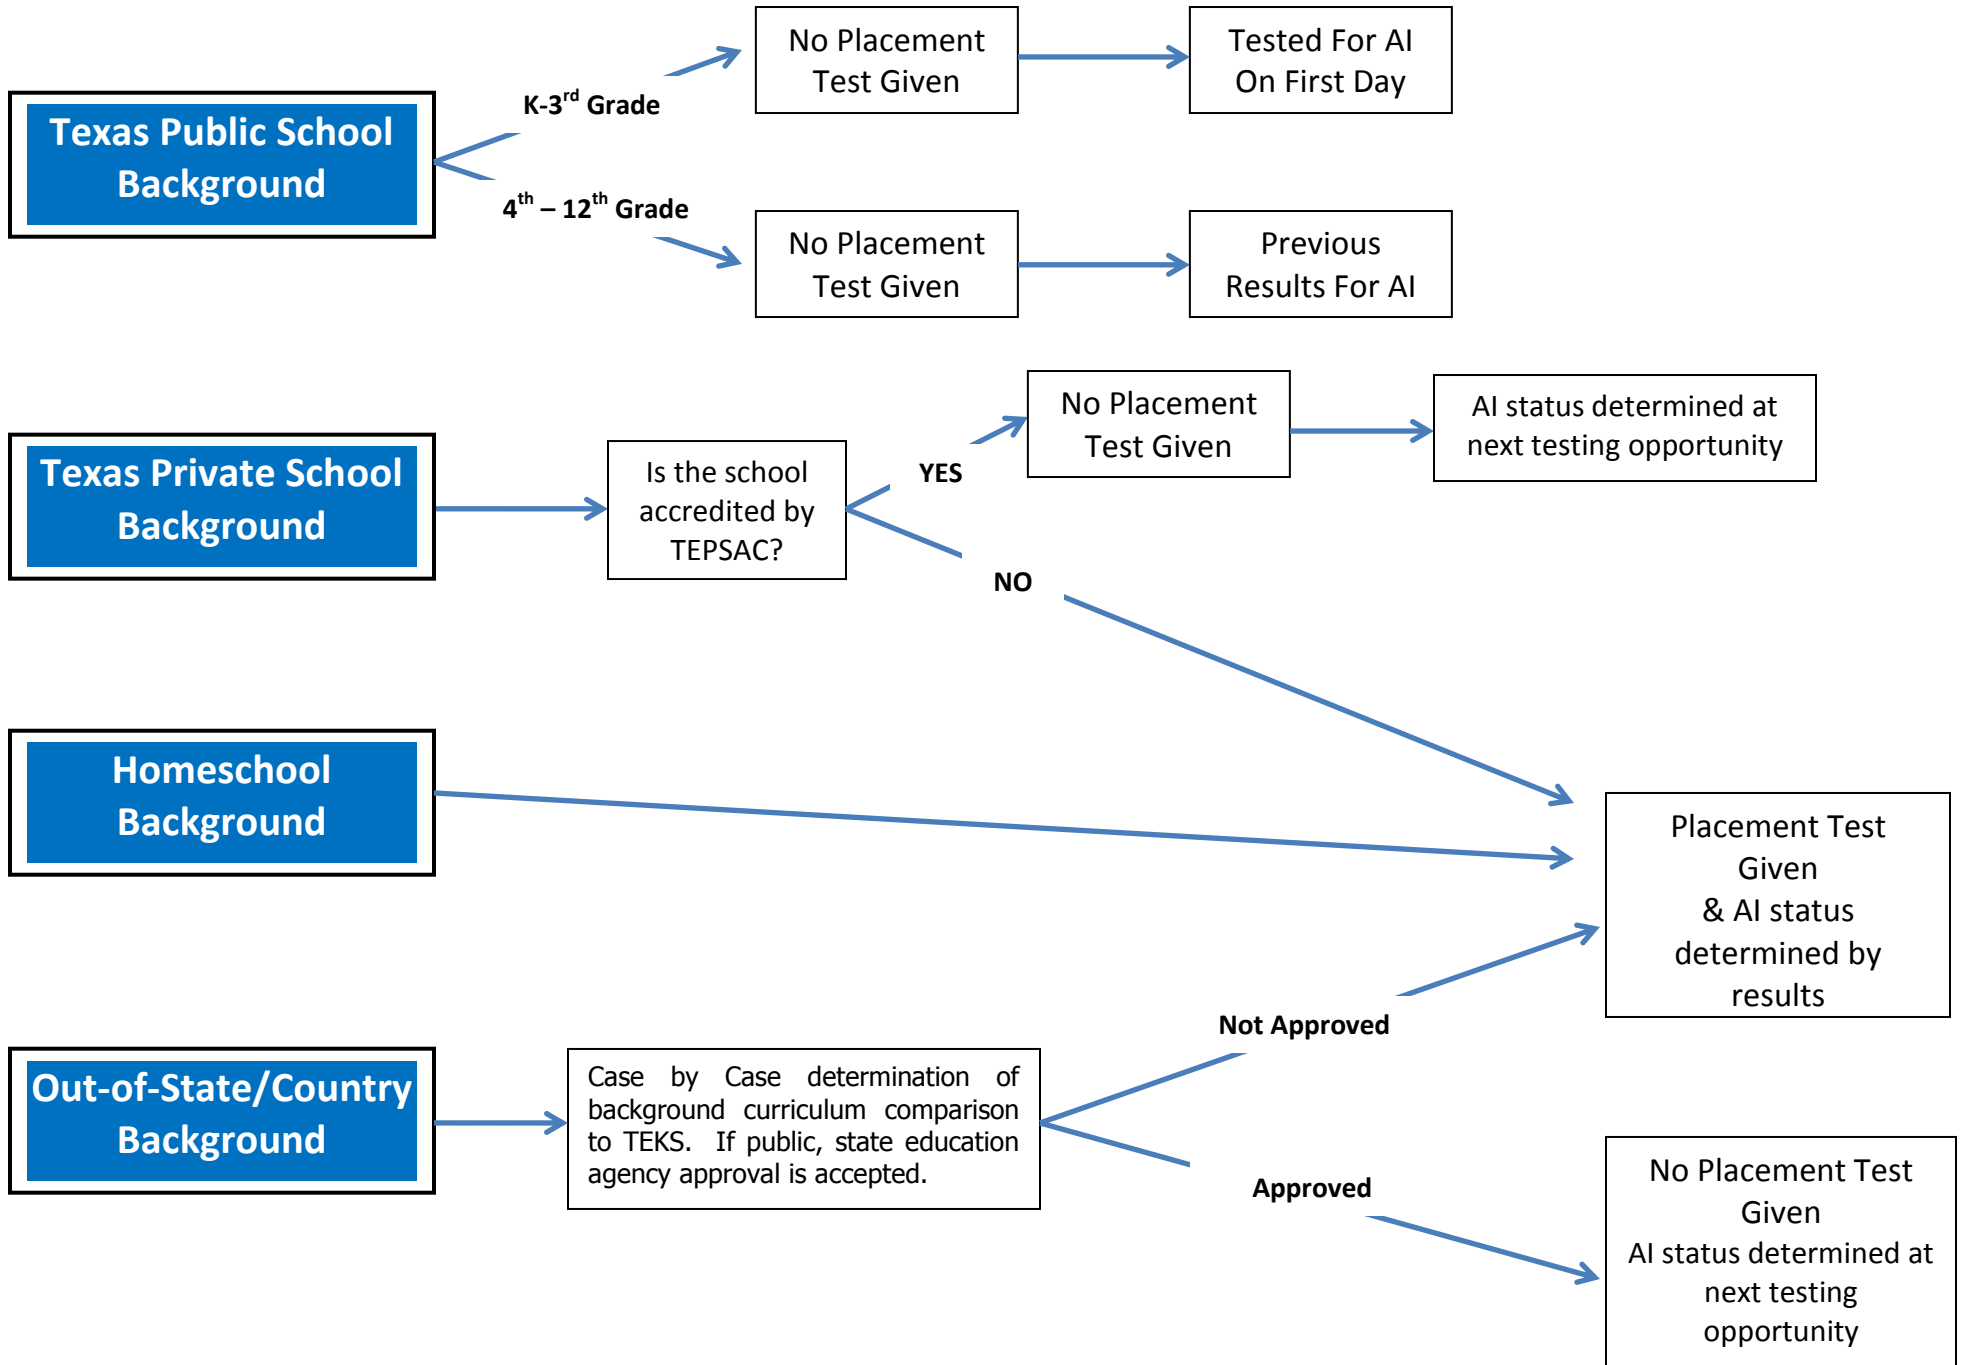 Texas Public School
Background
K-3rd Grade
No Placement
Test Given
Tested For AI
On First Day
4th – 12th Grade
No Placement
Test Given
Previous
Results For AI
Texas Private School
Background
Is the school
accredited by
TEPSAC?
YES
No Placement
Test Given
AI status determined at
next testing opportunity
NO
Homeschool
Background
Placement Test
Given
& AI status
determined by
results
Out-of-State/Country
Background
Case by Case determination of
background curriculum comparison
to TEKS. If public, state education
agency approval is accepted.
Not Approved
Approved
No Placement Test
Given
AI status determined at
next testing
opportunity